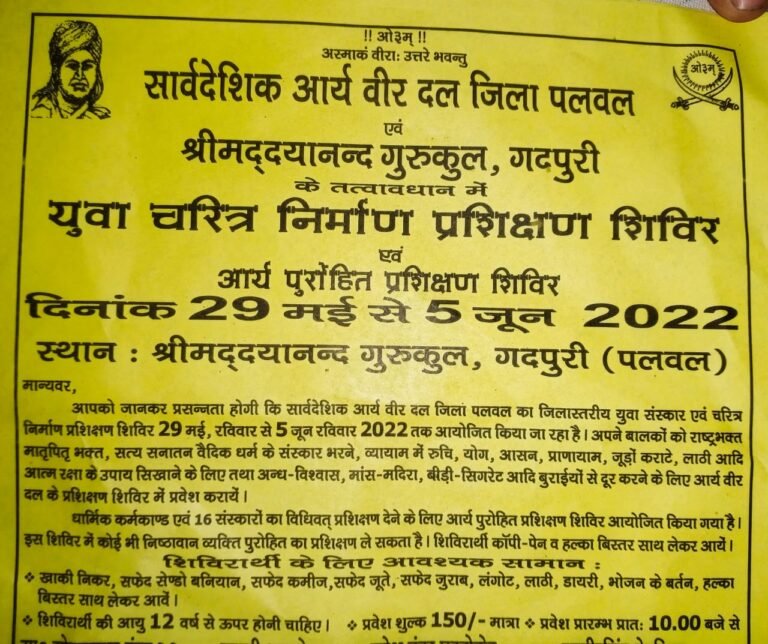 !! ओ३म् !!
अस्माकं वीराः उत्तरे भवन्तु
ओ३म्
सार्वदेशिक आर्य वीर दल जिला पलवल
एवं
श्रीमद्‌दयानन्द गुरुकुल, गदपुरी
के तत्वावधान में
युवा चरित्र निर्माण प्रशिक्षण शिविर
एवं
आर्य पुरोहित प्रशिक्षण शिविर
दिनांक 29 मई से 5 जून 2022
स्थान : श्रीमद्‌दयानन्द गुरुकुल, गदपुरी (पलवल)
मान्यवर,
आपको जानकर प्रसन्नता होगी कि सार्वदेशिक आर्य वीर दल जिला पलवल का जिलास्तरीय युवा संस्कार एवं चरित्र
निर्माण प्रशिक्षण शिविर 29 मई, रविवार से 5 जून रविवार 2022 तक आयोजित किया जा रहा है। अपने बालकों को राष्ट्रभक्त
मातृपितृ भक्त, सत्य सनातन वैदिक धर्म के संस्कार भरने, व्यायाम में रुचि, योग, आसन, प्राणायाम, जूडों कराटे, लाठी आदि
आत्म रक्षा के उपाय सिखाने के लिए तथा अन्ध-विश्वास, मांस-मदिरा, बीड़ी-सिगरेट आदि बुराईयों से दूर करने के लिए आर्य वीर
दल के प्रशिक्षण शिविर में प्रवेश करायें।
धार्मिक कर्मकाण्ड एवं 16 संस्कारों का विधिवत् प्रशिक्षण देने के लिए आर्य पुरोहित प्रशिक्षण शिविर आयोजित किया गया है।
इस शिविर में कोई भी निष्ठावान व्यक्ति पुरोहित का प्रशिक्षण ले सकता है। शिविरार्थी कॉपी-पेन व हल्का बिस्तर साथ लेकर आयें।
शिविरार्थी के लिए आवश्यक सामान :
❖ खाकी निकर, सफेद सेण्डो बनियान, सफेद कमीज,सफेद जूते, सफेद जुराब, लंगोट, लाठी, डायरी, भोजन के बर्तन, हल्का
बिस्तर साथ लेकर आवें।
❖ शिविरार्थी की आयु 12 वर्ष से ऊपर होनी चाहिए। ❖ प्रवेश शुल्क 150/- मात्रा ❖ प्रवेश प्रारम्भ प्रातः 10.00 बजे से